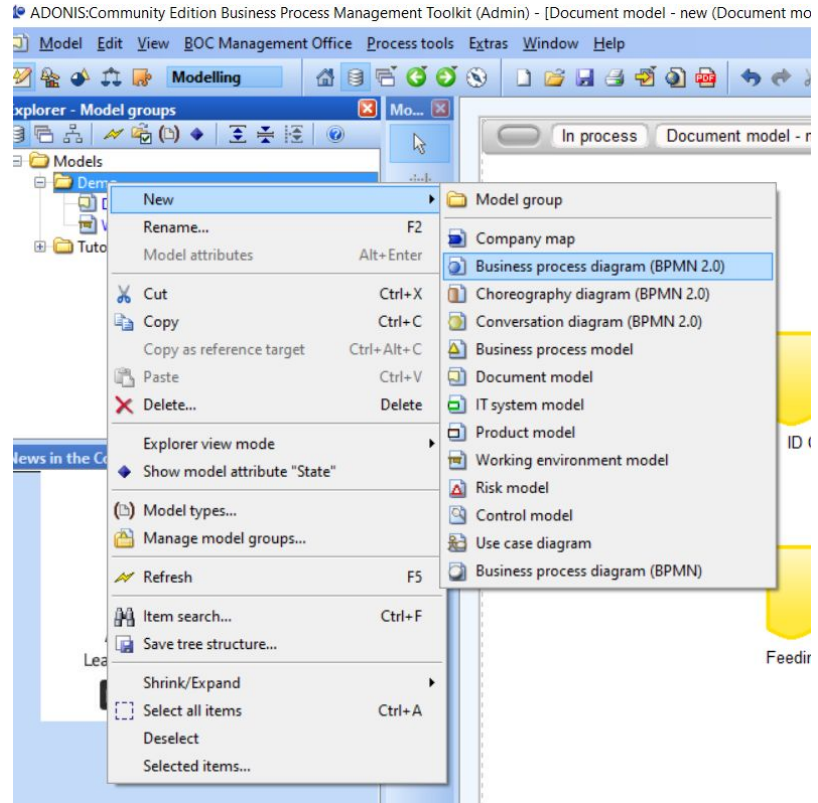 ADONIS:Community Edition Business Process Management Toolkit (Admin) - [Document model - new (Document mo
Model Edit View BOC Management Office Process tools Extras Window Help
Modelling
Explorer - Model groups
Mo...
In process Document model - n
Models
Demo
Tuto
New
Rename... F2
Model attributes Alt+Enter
Cut Ctrl+X
Copy Ctrl+C
Copy as reference target Ctrl+Alt+C
Paste Ctrl+V
Delete... Delete
Explorer view mode
Show model attribute "State"
Model types...
Manage model groups...
Refresh F5
Item search... Ctrl+F
Save tree structure...
Shrink/Expand
Select all items Ctrl+A
Deselect
Selected items...
Model group
Company map
Business process diagram (BPMN 2.0)
Choreography diagram (BPMN 2.0)
Conversation diagram (BPMN 2.0)
Business process model
Document model
IT system model
Product model
Working environment model
Risk model
Control model
Use case diagram
Business process diagram (BPMN)
News in the Co
Lea
ID
Feedin